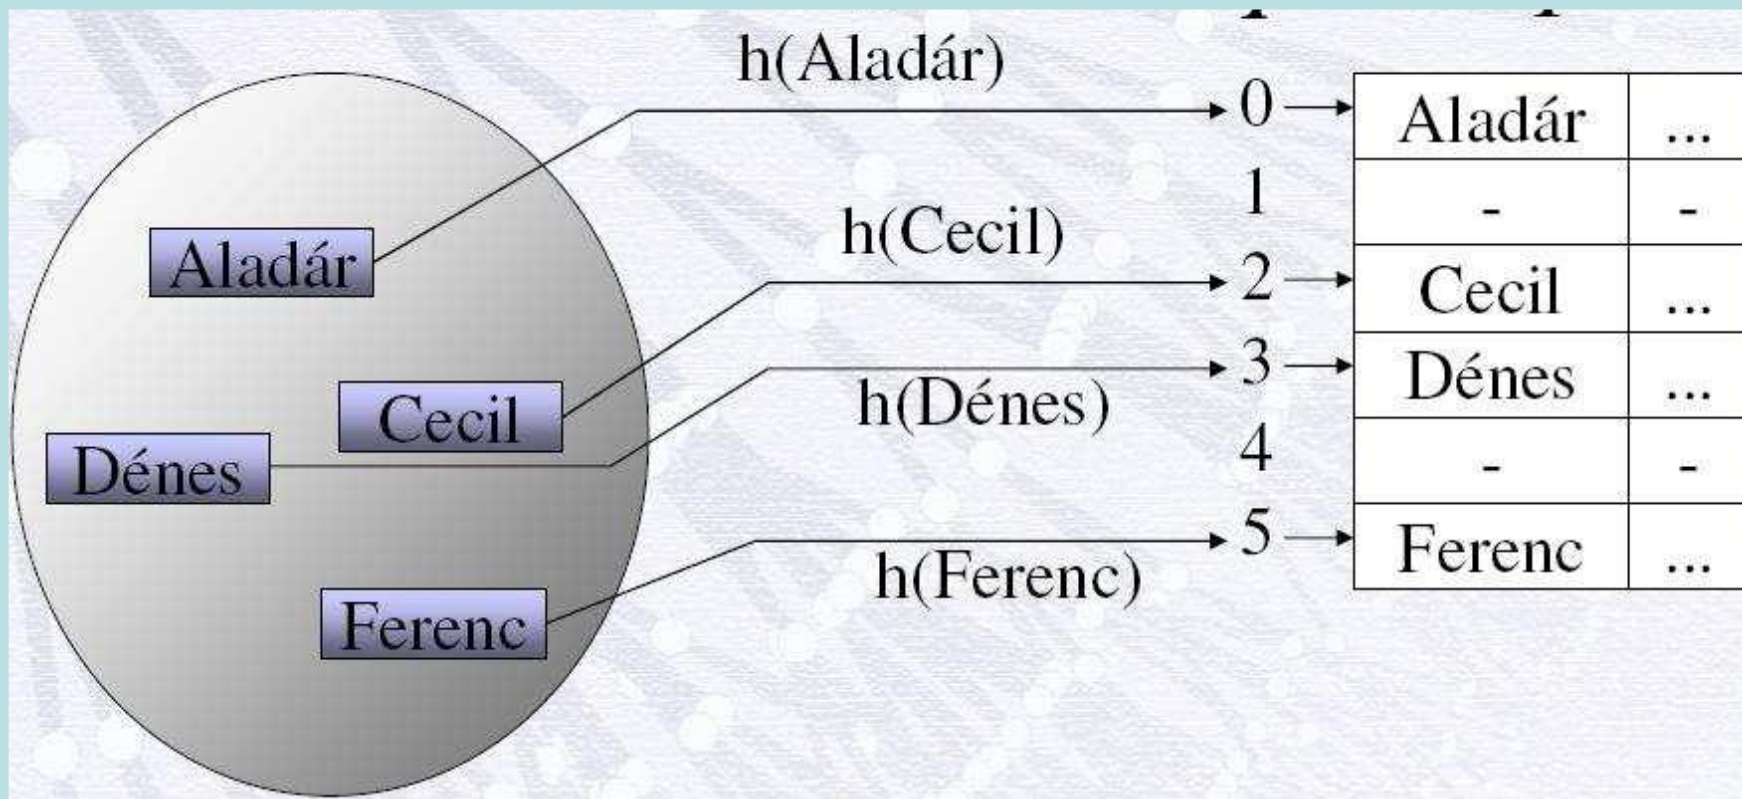 h(Aladár)
0 Aladár ...
1 - -
Aladár
h(Cecil)
2 Cecil ...
3 Dénes ...
Cecil
h(Dénes)
Dénes
4 - -
5 Ferenc ...
h(Ferenc)
Ferenc